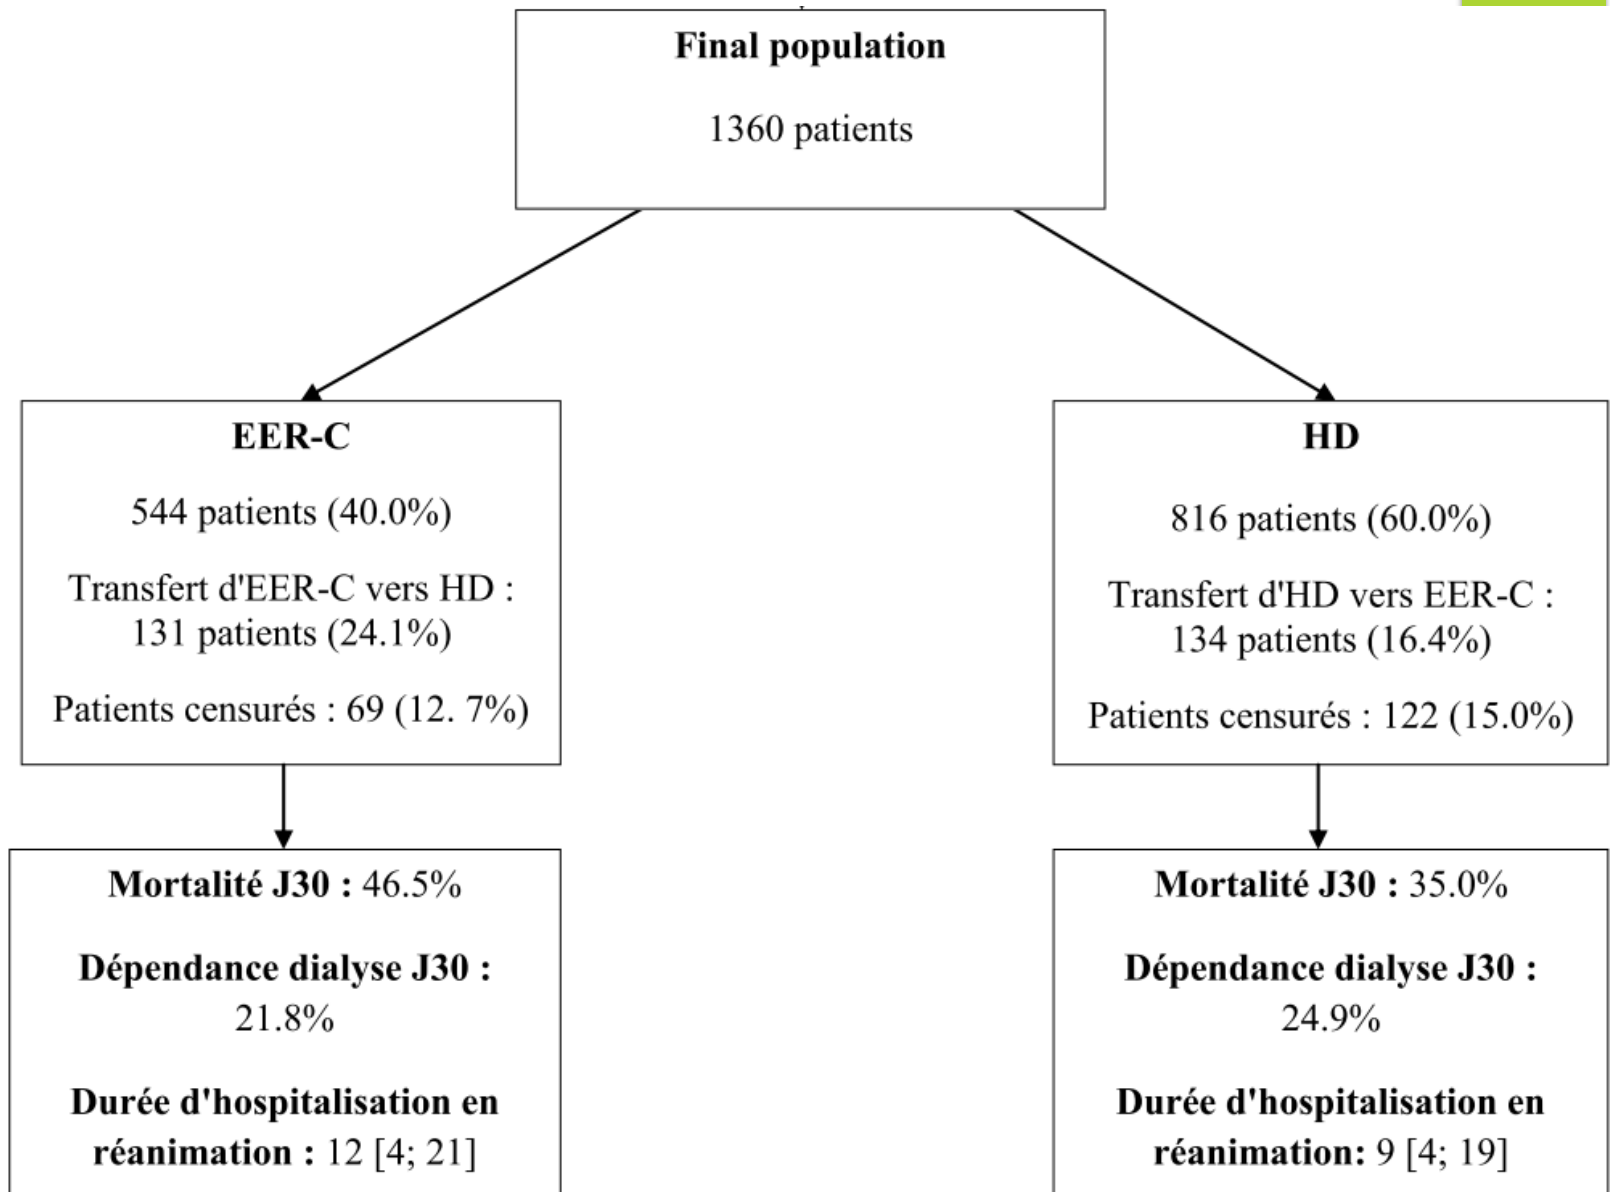 Final population
1360 patients
EER-C
544 patients (40.0%)
Transfert d'EER-C vers HD :
131 patients (24.1%)
Patients censurés : 69 (12. 7%)
HD
816 patients (60.0%)
Transfert d'HD vers EER-C :
134 patients (16.4%)
Patients censurés : 122 (15.0%)
Mortalité J30 : 46.5%
Dépendance dialyse J30 :
21.8%
Durée d'hospitalisation en
réanimation : 12 [4; 21]
Mortalité J30 : 35.0%
Dépendance dialyse J30 :
24.9%
Durée d'hospitalisation en
réanimation: 9 [4; 19]